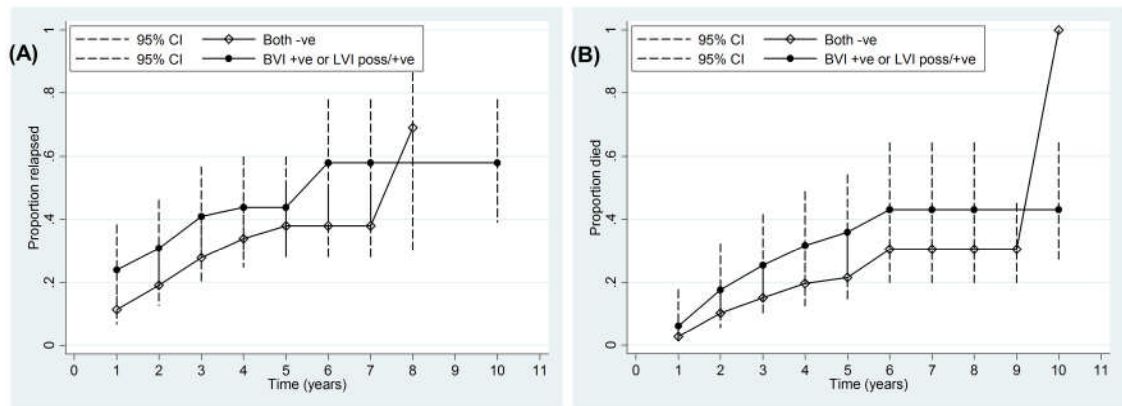 (A)
95% CI Both -ve
95% CI BVI +ve or LVI poss/+ve
Proportion relapsed
1
.8
.6
.4
.2
0
0 1 2 3 4 5 6 7 8 9 10 11
Time (years)
(B)
95% CI Both -ve
95% CI BVI +ve or LVI poss/+ve
Proportion died
1
.8
.6
.4
.2
0
0 1 2 3 4 5 6 7 8 9 10 11
Time (years)